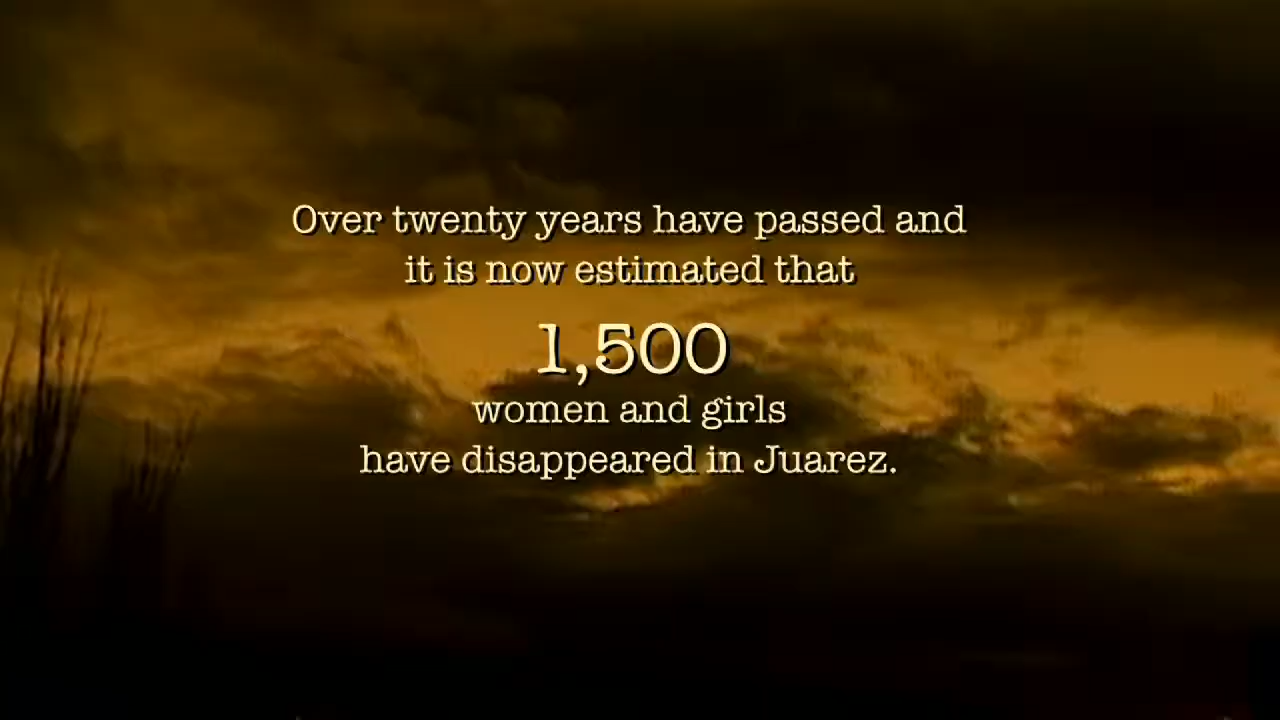 Over twenty years have passed and
it is now estimated that
1,500
women and girls
have disappeared in Juarez.